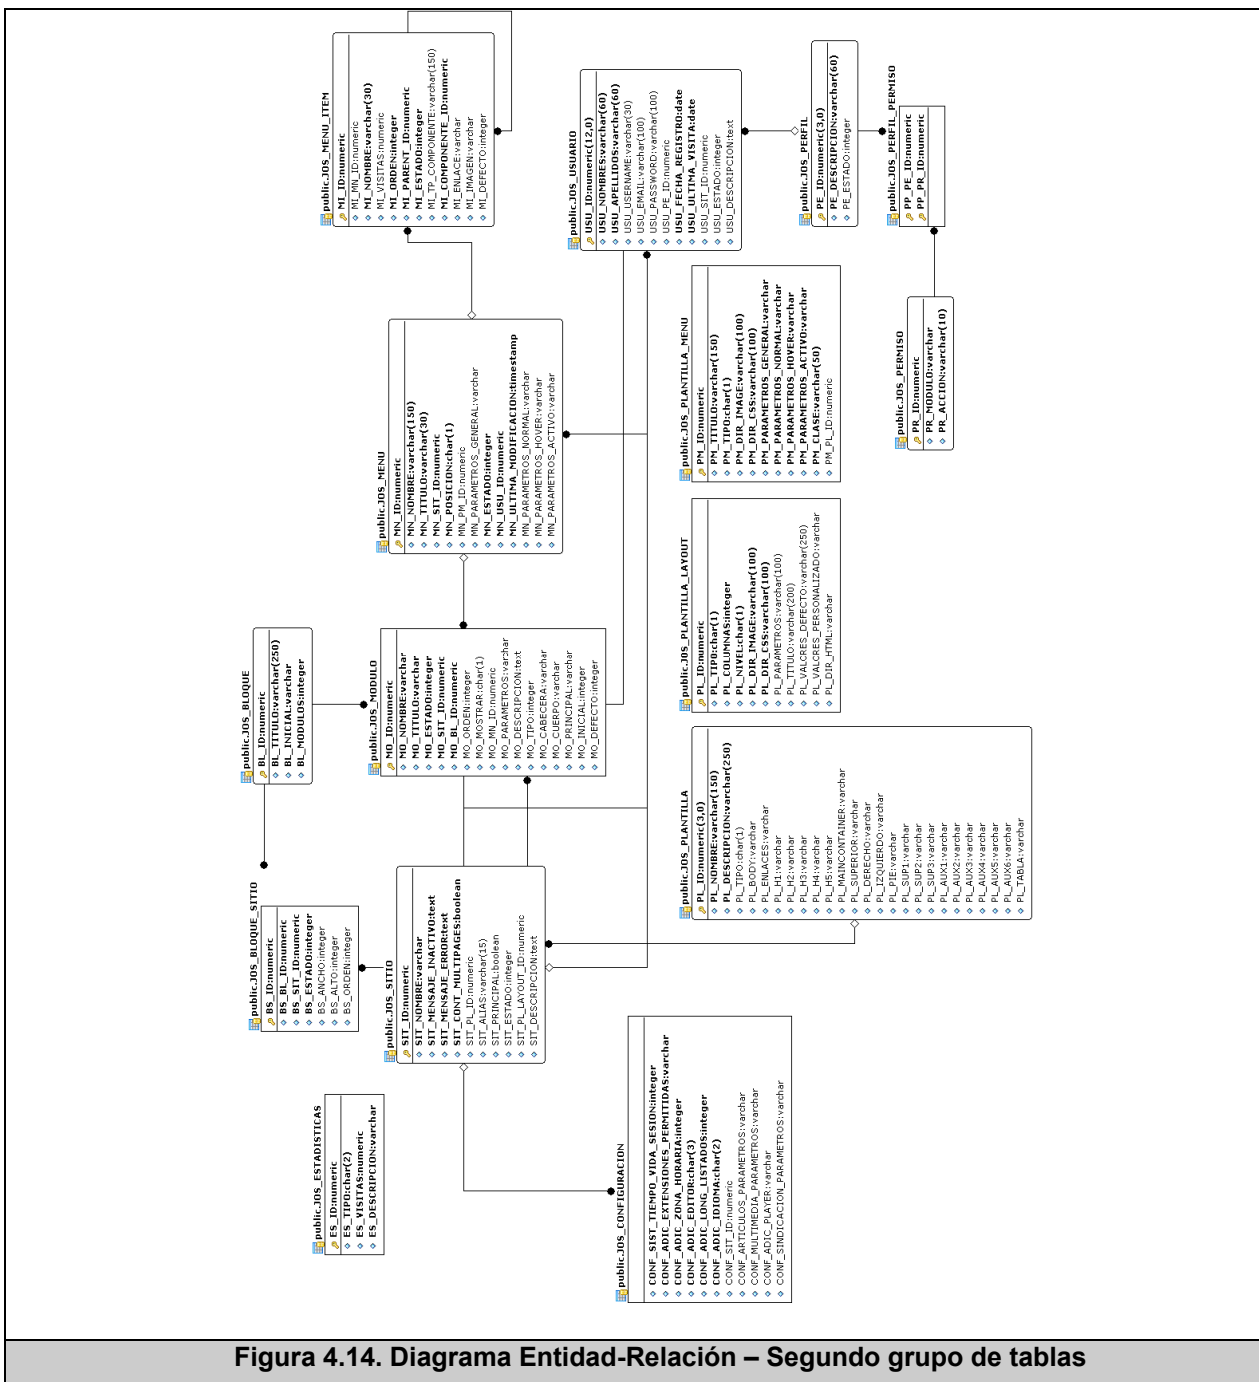 public.JOS_MENU_ITEM
MI_ID:numeric
MI_MN_ID:numeric
MI_NOMBRE:varchar(30)
MI_VISITAS:numeric
MI_ORDEN:integer
MI_PARENT_ID:numeric
MI_ESTADO:integer
MI_TP_COMPONENTE:varchar(150)
MI_COMPONENTE_ID:numeric
MI_ENLACE:varchar
MI_IMAGEN:varchar
MI_DEFECTO:integer
public.JOS_USUARIO
USU_ID:numeric(12,0)
USU_NOMBRES:varchar(60)
USU_APELLIDOS:varchar(60)
USU_USERNAME:varchar(30)
USU_EMAIL:varchar(100)
USU_PASSWORD:varchar(100)
USU_PE_ID:numeric
USU_FECHA_REGISTRO:date
USU_ULTIMA_VISITA:date
USU_SIT_ID:numeric
USU_ESTADO:integer
USU_DESCRIPCION:text
public.JOS_PERFIL
PE_ID:numeric(3,0)
PE_DESCRIPCION:varchar(60)
PE_ESTADO:integer
public.JOS_PERFIL_PERMISO
PP_PE_ID:numeric
PP_PR_ID:numeric
public.JOS_MENU
MN_ID:numeric
MN_NOMBRE:varchar(150)
MN_TITULO:varchar(30)
MN_SIT_ID:numeric
MN_POSICION:char(1)
MN_PM_ID:numeric
MN_PARAMETROS_GENERAL:varchar
MN_ESTADO:integer
MN_USU_ID:numeric
MN_ULTIMA_MODIFICACION:timestamp
MN_PARAMETROS_NORMAL:varchar
MN_PARAMETROS_HOVER:varchar
MN_PARAMETROS_ACTIVO:varchar
public.JOS_PLANTILLA_MENU
PM_ID:numeric
PM_TITULO:varchar(150)
PM_TIPO:char(1)
PM_DIR_IMAGE:varchar(100)
PM_DIR_CSS:varchar(100)
PM_PARAMETROS_GENERAL:varchar
PM_PARAMETROS_NORMAL:varchar
PM_PARAMETROS_HOVER:varchar
PM_PARAMETROS_ACTIVO:varchar
PM_CLASE:varchar(50)
PM_PL_ID:numeric
public.JOS_PERMISO
PR_ID:numeric
PR_MODULO:varchar
PR_ACCION:varchar(10)
public.JOS_BLOQUE
BL_ID:numeric
BL_TITULO:varchar(250)
BL_INICIAL:varchar
BL_MODULOS:integer
public.JOS_MODULO
MO_ID:numeric
MO_NOMBRE:varchar
MO_TITULO:varchar
MO_ESTADO:integer
MO_SIT_ID:numeric
MO_BL_ID:numeric
MO_ORDEN:integer
MO_MOSTRAR:char(1)
MO_MN_ID:numeric
MO_PARAMETROS:varchar
MO_DESCRIPCION:text
MO_TIPO:integer
MO_CABECERA:varchar
MO_CUERPO:varchar
MO_PRINCIPAL:varchar
MO_INICIAL:integer
MO_DEFECTO:integer
public.JOS_PLANTILLA_LAYOUT
PL_ID:numeric
PL_TIPO:char(1)
PL_COLUMNAS:integer
PL_NIVEL:char(1)
PL_DIR_IMAGE:varchar(100)
PL_DIR_CSS:varchar(100)
PL_PARAMETROS:varchar(100)
PL_TITULO:varchar(200)
PL_VALCRES_DEFECTO:varchar(250)
PL_VALCRES_PERSONALIZADO:varchar
PL_DIR_HTML:varchar
public.JOS_BLOQUE_SITIO
BS_ID:numeric
BS_BL_ID:numeric
BS_SIT_ID:numeric
BS_ESTADO:integer
BS_ANCHO:integer
BS_ALTO:integer
BS_ORDEN:integer
public.JOS_SITIO
SIT_ID:numeric
SIT_NOMBRE:varchar
SIT_MENSAJE_INACTIVO:text
SIT_MENSAJE_ERROR:text
SIT_CONT_MULTIPAGES:boolean
SIT_PL_ID:numeric
SIT_ALIAS:varchar(15)
SIT_PRINCIPAL:boolean
SIT_ESTADO:integer
SIT_PL_LAYOUT_ID:numeric
SIT_DESCRIPCION:text
public.JOS_PLANTILLA
PL_ID:numeric(3,0)
PL_NOMBRE:varchar(150)
PL_DESCRIPCION:varchar(250)
PL_TIPO:char(1)
PL_BODY:varchar
PL_ENLACES:varchar
PL_H1:varchar
PL_H2:varchar
PL_H3:varchar
PL_H4:varchar
PL_H5:varchar
PL_MAINCONTAINER:varchar
PL_SUPERIOR:varchar
PL_DERECHO:varchar
PL_IZQUIERDO:varchar
PL_PIE:varchar
PL_SUP1:varchar
PL_SUP2:varchar
PL_SUP3:varchar
PL_AUX1:varchar
PL_AUX2:varchar
PL_AUX3:varchar
PL_AUX4:varchar
PL_AUX5:varchar
PL_AUX6:varchar
PL_TABLA:varchar
public.JOS_ESTADISTICAS
ES_ID:numeric
ES_TIPO:char(2)
ES_VISITAS:numeric
ES_DESCRIPCION:varchar
public.JOS_CONFIGURACION
CONF_SIST_TIEMPO_VIDA_SESION:integer
CONF_ADIC_EXTENSIONES_PERMITIDAS:varchar
CONF_ADIC_ZONA_HORARIA:integer
CONF_ADIC_EDITOR:char(3)
CONF_ADIC_LONG_LISTADOS:integer
CONF_ADIC_IDIOMA:char(2)
CONF_SIT_ID:numeric
CONF_ARTICULOS_PARAMETROS:varchar
CONF_MULTIMEDIA_PARAMETROS:varchar
CONF_ADIC_PLAYER:varchar
CONF_SINDICACION_PARAMETROS:varchar
Figura 4.14. Diagrama Entidad-Relación – Segundo grupo de tablas